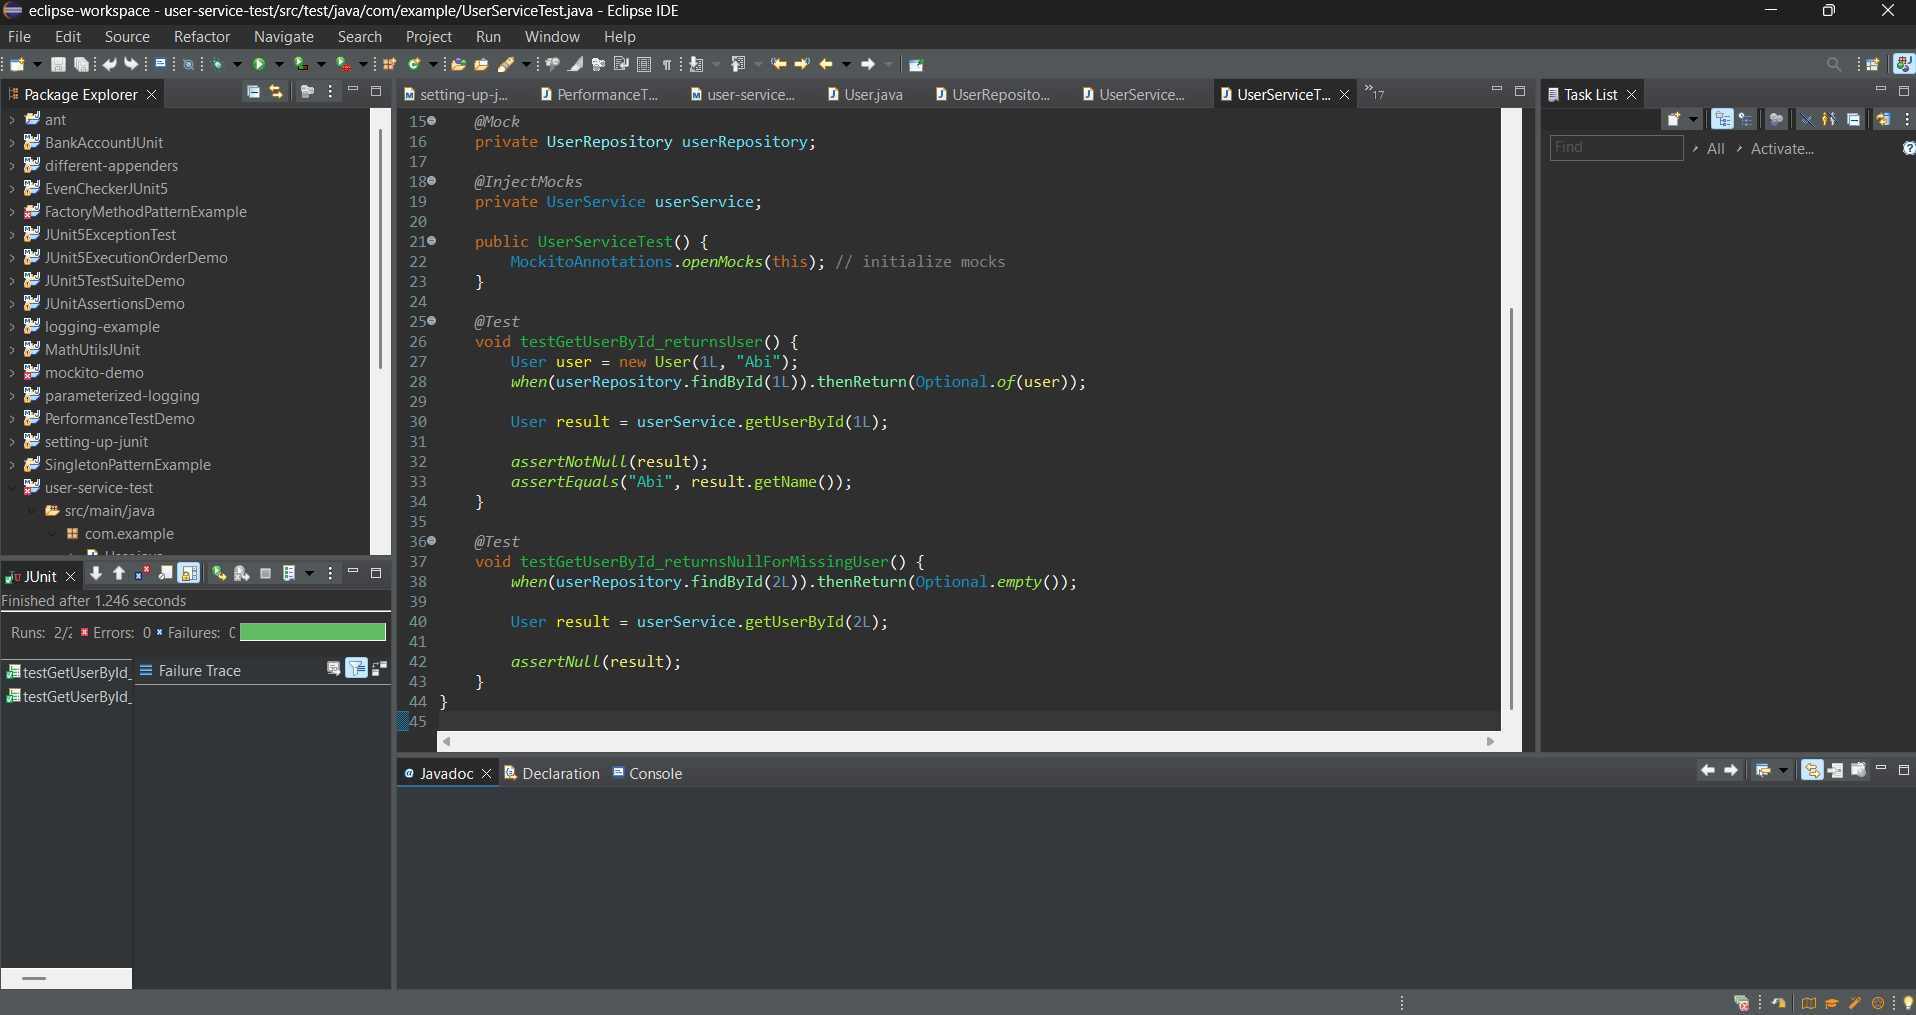 eclipse-workspace - user-service-test/src/test/java/com/example/UserServiceTest.java - Eclipse IDE
File Edit Source Refactor Navigate Search Project Run Window Help
Package Explorer
ant
BankAccountJUnit
different-appenders
EvenCheckerJUnit5
FactoryMethodPatternExample
JUnit5ExceptionTest
JUnit5ExecutionOrderDemo
JUnit5TestSuiteDemo
JUnitAssertionsDemo
logging-example
MathUtilsJUnit
mockito-demo
parameterized-logging
PerformanceTestDemo
setting-up-junit
SingletonPatternExample
user-service-test
src/main/java
com.example
JUnit
Finished after 1.246 seconds
Runs: 2/2 Errors: 0 Failures: 0
testGetUserById_
testGetUserById_
Failure Trace
setting-up-j... PerformanceT... user-service... User.java UserReposito... UserService... UserServiceT... »17
15 @Mock
16 private UserRepository userRepository;
17
18 @InjectMocks
19 private UserService userService;
20
21 public UserServiceTest() {
22 MockitoAnnotations.openMocks(this); // initialize mocks
23 }
24
25 @Test
26 void testGetUserById_returnsUser() {
27 User user = new User(1L, "Abi");
28 when(userRepository.findById(1L)).thenReturn(Optional.of(user));
29
30 User result = userService.getUserById(1L);
31
32 assertNotNull(result);
33 assertEquals("Abi", result.getName());
34 }
35
36 @Test
37 void testGetUserById_returnsNullForMissingUser() {
38 when(userRepository.findById(2L)).thenReturn(Optional.empty());
39
40 User result = userService.getUserById(2L);
41
42 assertNull(result);
43 }
44 }
45
Task List
Find All Activate...
Javadoc Declaration Console